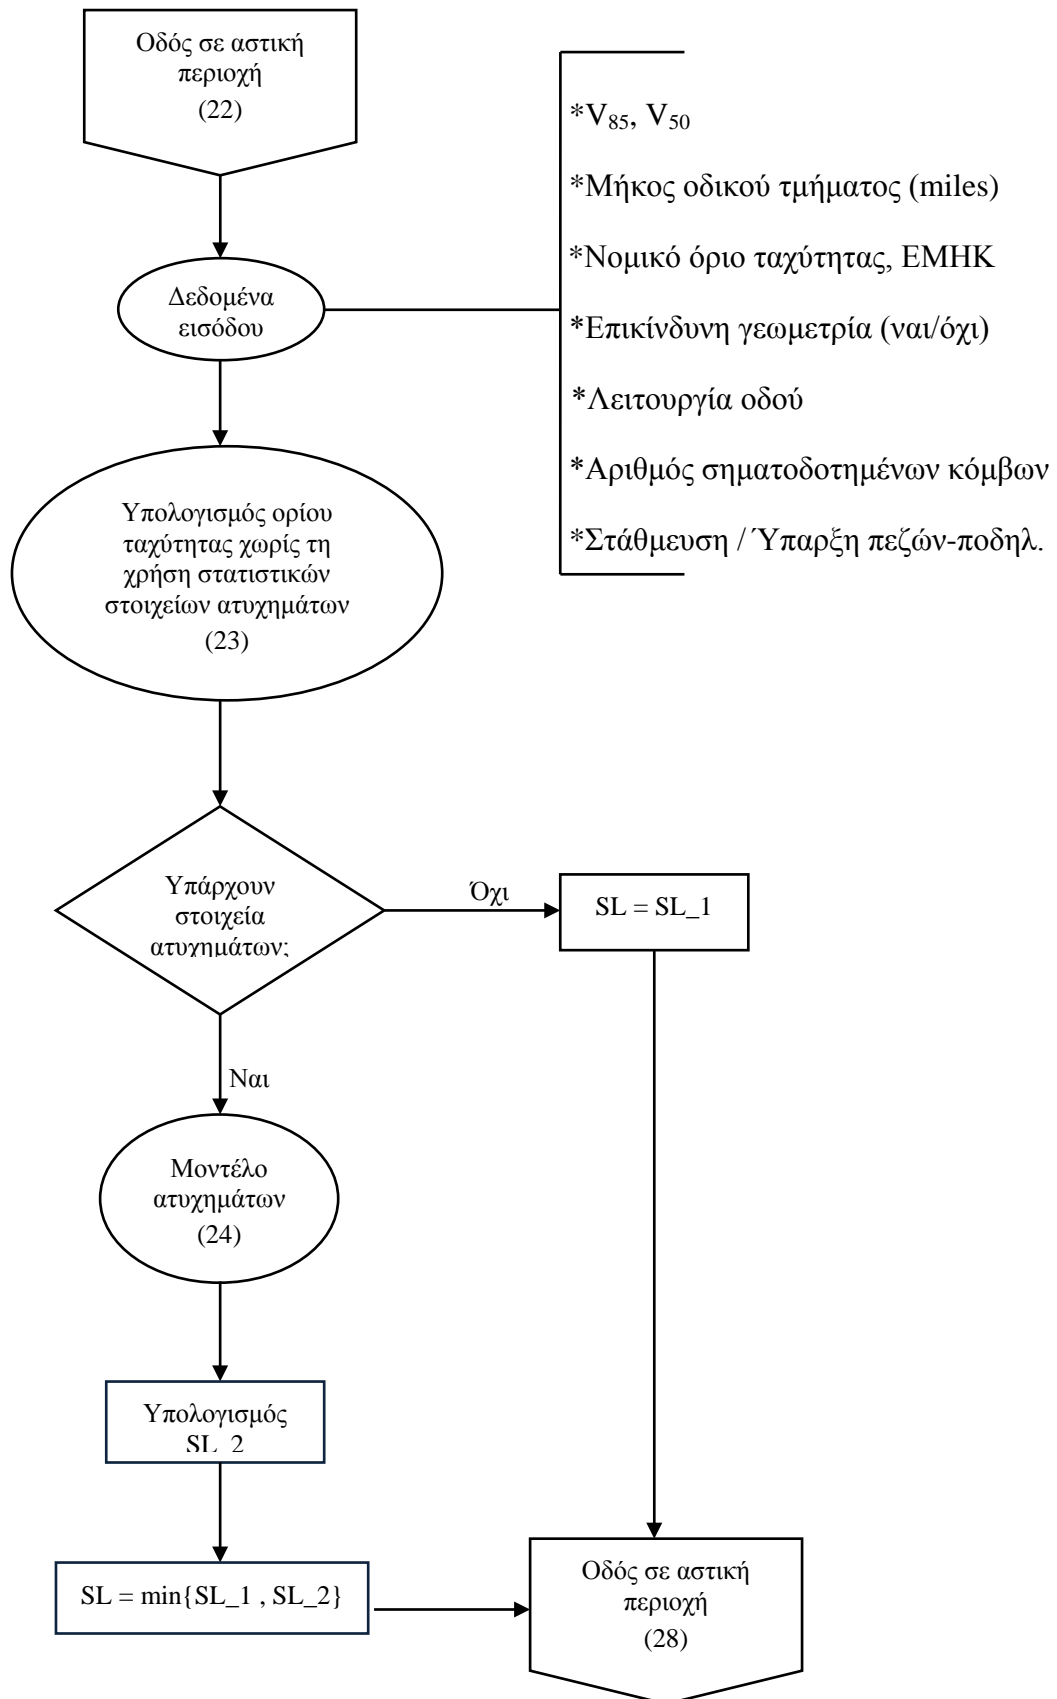 Οδός σε αστική
περιοχή
(22)
*V₈₅, V₅₀
*Μήκος οδικού τμήματος (miles)
*Νομικό όριο ταχύτητας, ΕΜΗΚ
*Επικίνδυνη γεωμετρία (ναι/όχι)
*Λειτουργία οδού
*Αριθμός σηματοδοτημένων κόμβων
*Στάθμευση / Ύπαρξη πεζών-ποδηλ.
Δεδομένα
εισόδου
Υπολογισμός ορίου
ταχύτητας χωρίς τη
χρήση στατιστικών
στοιχείων ατυχημάτων
(23)
Υπάρχουν
στοιχεία
ατυχημάτων;
Όχι
SL = SL_1
Ναι
Μοντέλο
ατυχημάτων
(24)
Υπολογισμός
SL_2
SL = min{SL_1 , SL_2}
Οδός σε αστική
περιοχή
(28)